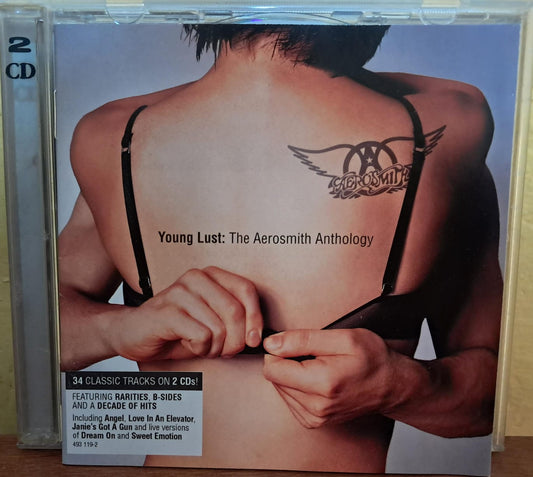 2
CD
AEROSMITH
Young Lust: The Aerosmith Anthology
34 CLASSIC TRACKS ON 2 CDs!
FEATURING RARITIES, B-SIDES
AND A DECADE OF HITS
Including Angel, Love In An Elevator,
Janie's Got A Gun and live versions
of Dream On and Sweet Emotion
493 119-2